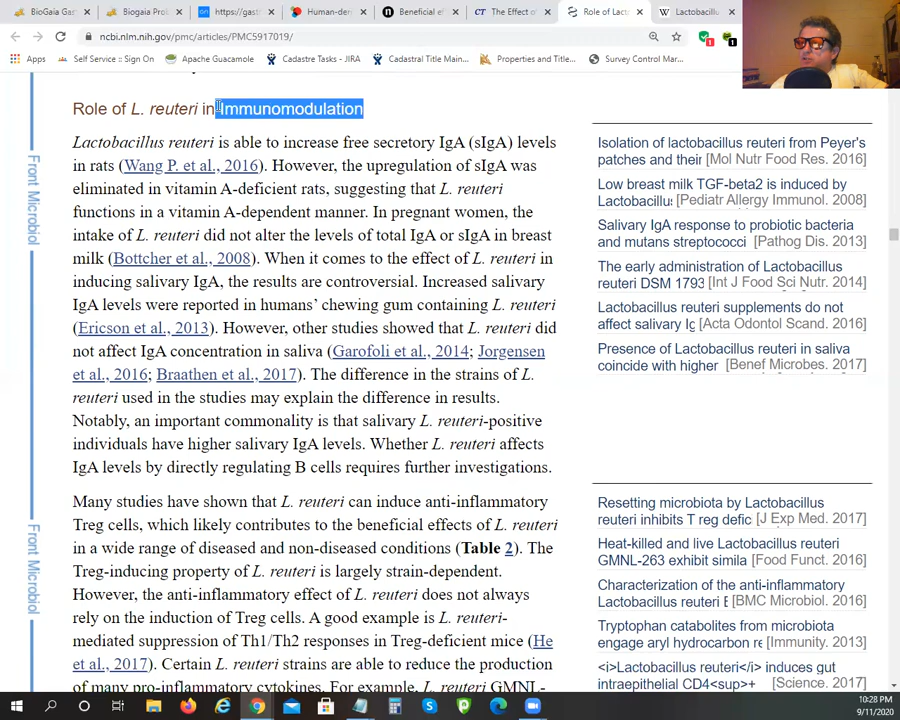 BioGaia Gast
Biogaia Prob
https://gastr
Human-der
Beneficial ef
The Effect o
Role of Lact
Lactobacillus
ncbi.nlm.nih.gov/pmc/articles/PMC5917019/
Apps
Self Service :: Sign On
Apache Guacamole
Cadastre Tasks - JIRA
Cadastral Title Main...
Properties and Title...
Survey Control Mar...
Role of L. reuteri in Immunomodulation
Lactobacillus reuteri is able to increase free secretory IgA (sIgA) levels
in rats (Wang P. et al., 2016). However, the upregulation of sIgA was
eliminated in vitamin A-deficient rats, suggesting that L. reuteri
functions in a vitamin A-dependent manner. In pregnant women, the
intake of L. reuteri did not alter the levels of total IgA or sIgA in breast
milk (Bottcher et al., 2008). When it comes to the effect of L. reuteri in
inducing salivary IgA, the results are controversial. Increased salivary
IgA levels were reported in humans' chewing gum containing L. reuteri
(Ericson et al., 2013). However, other studies showed that L. reuteri did
not affect IgA concentration in saliva (Garofoli et al., 2014; Jorgensen
et al., 2016; Braathen et al., 2017). The difference in the strains of L.
reuteri used in the studies may explain the difference in results.
Notably, an important commonality is that salivary L. reuteri-positive
individuals have higher salivary IgA levels. Whether L. reuteri affects
IgA levels by directly regulating B cells requires further investigations.
Many studies have shown that L. reuteri can induce anti-inflammatory
Treg cells, which likely contributes to the beneficial effects of L. reuteri
in a wide range of diseased and non-diseased conditions (Table 2). The
Treg-inducing property of L. reuteri is largely strain-dependent.
However, the anti-inflammatory effect of L. reuteri does not always
rely on the induction of Treg cells. A good example is L. reuteri-
mediated suppression of Th1/Th2 responses in Treg-deficient mice (He
et al., 2017). Certain L. reuteri strains are able to reduce the production
of many pro-inflammatory cytokines. For example, L. reuteri GMNL-
Front Microbiol
Front Microbiol
Isolation of lactobacillus reuteri from Peyer's
patches and their [Mol Nutr Food Res. 2016]
Low breast milk TGF-beta2 is induced by
Lactobacillus [Pediatr Allergy Immunol. 2008]
Salivary IgA response to probiotic bacteria
and mutans streptococci [Pathog Dis. 2013]
The early administration of Lactobacillus
reuteri DSM 1793 [Int J Food Sci Nutr. 2014]
Lactobacillus reuteri supplements do not
affect salivary Ig [Acta Odontol Scand. 2016]
Presence of Lactobacillus reuteri in saliva
coincide with higher [Benef Microbes. 2017]
Resetting microbiota by Lactobacillus
reuteri inhibits T reg defic [J Exp Med. 2017]
Heat-killed and live Lactobacillus reuteri
GMNL-263 exhibit simila [Food Funct. 2016]
Characterization of the anti-inflammatory
Lactobacillus reuteri B [BMC Microbiol. 2016]
Tryptophan catabolites from microbiota
engage aryl hydrocarbon re [Immunity. 2013]
<i>Lactobacillus reuteri</i> induces gut
intraepithelial CD4<sup>+ [Science. 2017]
10:28 PM
9/11/2020